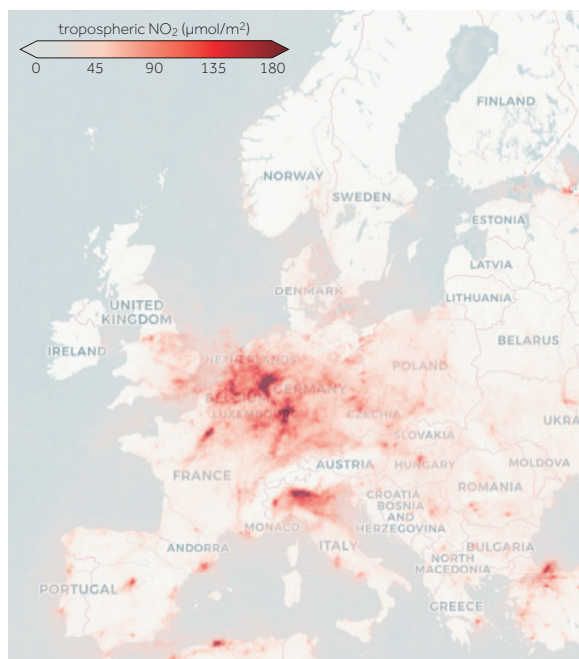 tropospheric NO₂ (μmol/m²)
0 45 90 135 180
FINLAND
NORWAY
SWEDEN
ESTONIA
LATVIA
DENMARK
LITHUANIA
UNITED
KINGDOM
BELARUS
IRELAND
NETHERLANDS
POLAND
GERMANY
BELGIUM
LUXEMBOURG
CZECHIA
UKRA
SLOVAKIA
AUSTRIA
HUNGARY
MOLDOVA
FRANCE
ROMANIA
CROATIA
BOSNIA
AND
HERZEGOVINA
MONACO
ITALY
ANDORRA
BULGARIA
NORTH
MACEDONIA
PORTUGAL
GREECE